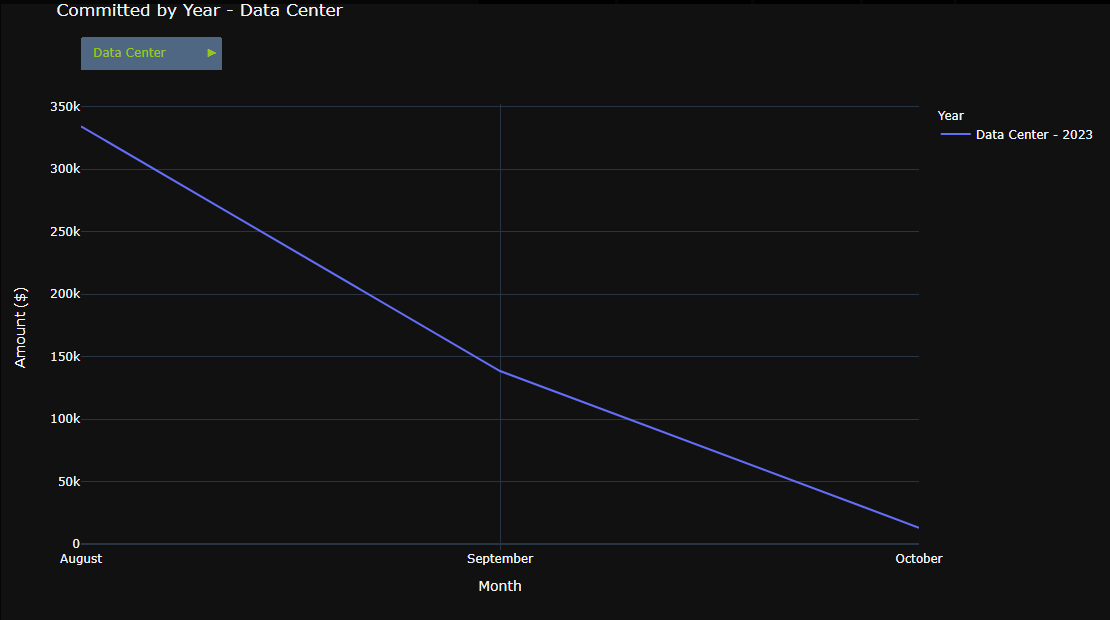 Committed by Year - Data Center
Data Center ▶
350k
300k
250k
200k
150k
100k
50k
0
Amount ($)
August
September
October
Month
Year
Data Center - 2023